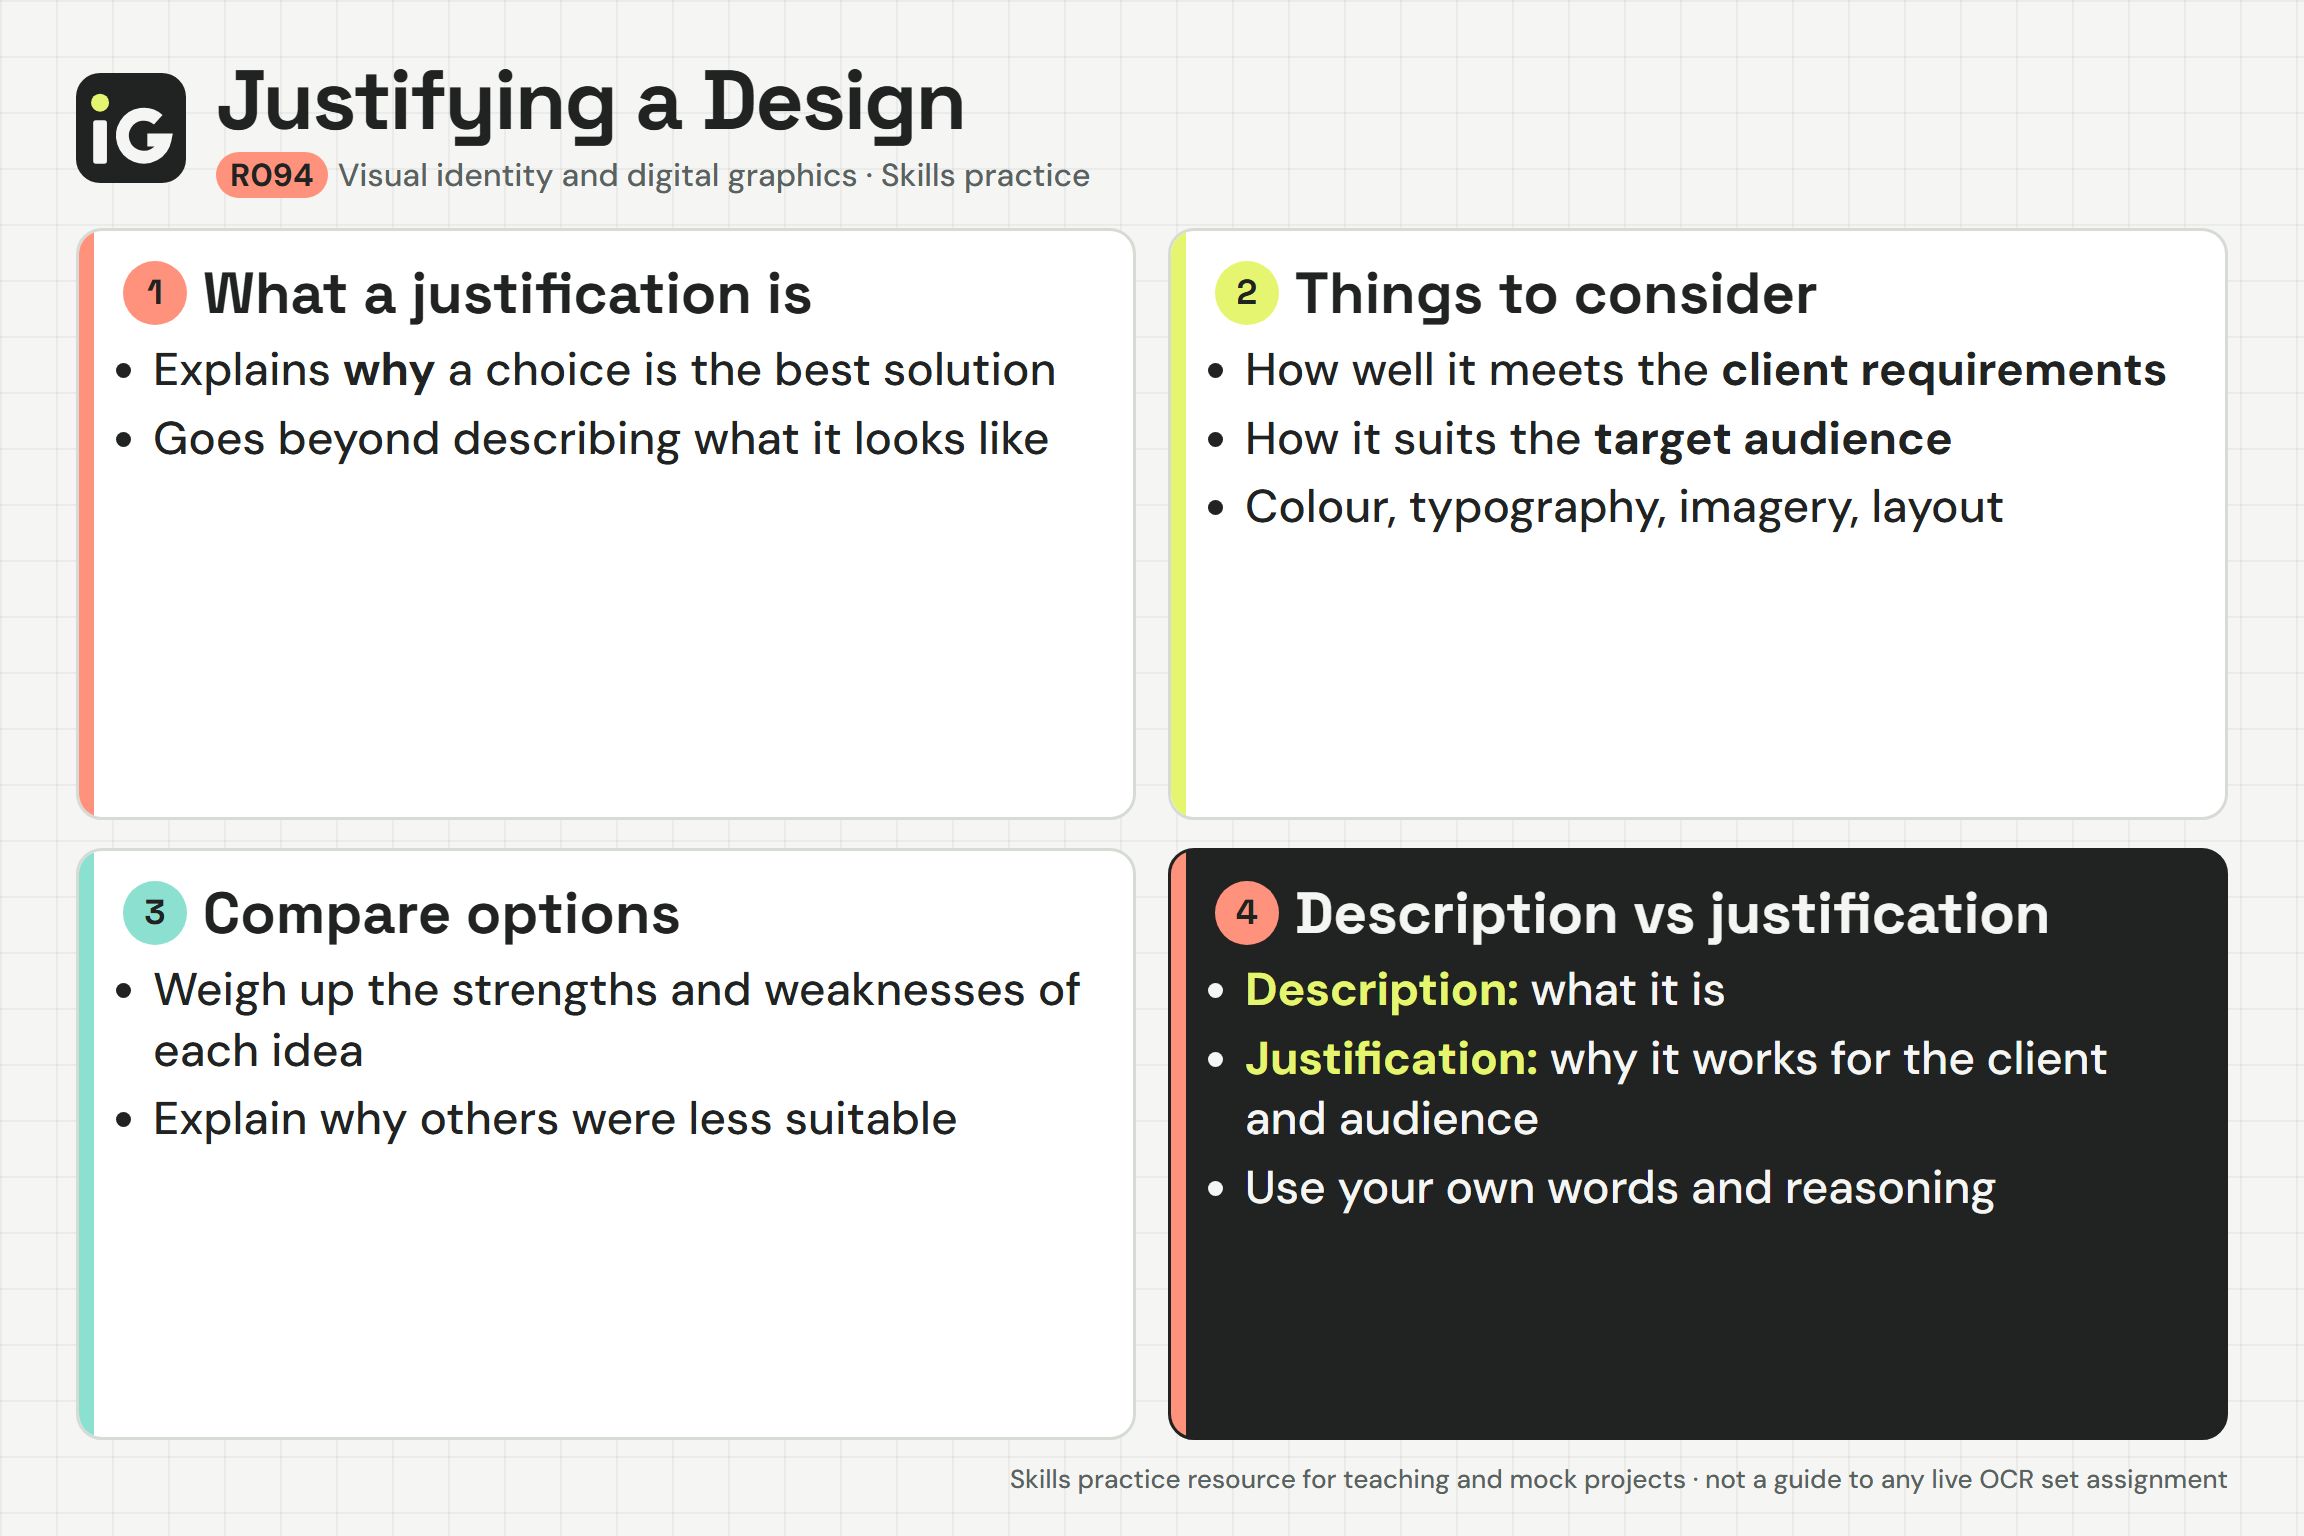 iG
Justifying a Design
R094 Visual identity and digital graphics · Skills practice
1 What a justification is
• Explains why a choice is the best solution
• Goes beyond describing what it looks like
2 Things to consider
• How well it meets the client requirements
• How it suits the target audience
• Colour, typography, imagery, layout
3 Compare options
• Weigh up the strengths and weaknesses of
each idea
• Explain why others were less suitable
4 Description vs justification
• Description: what it is
• Justification: why it works for the client
and audience
• Use your own words and reasoning
Skills practice resource for teaching and mock projects · not a guide to any live OCR set assignment